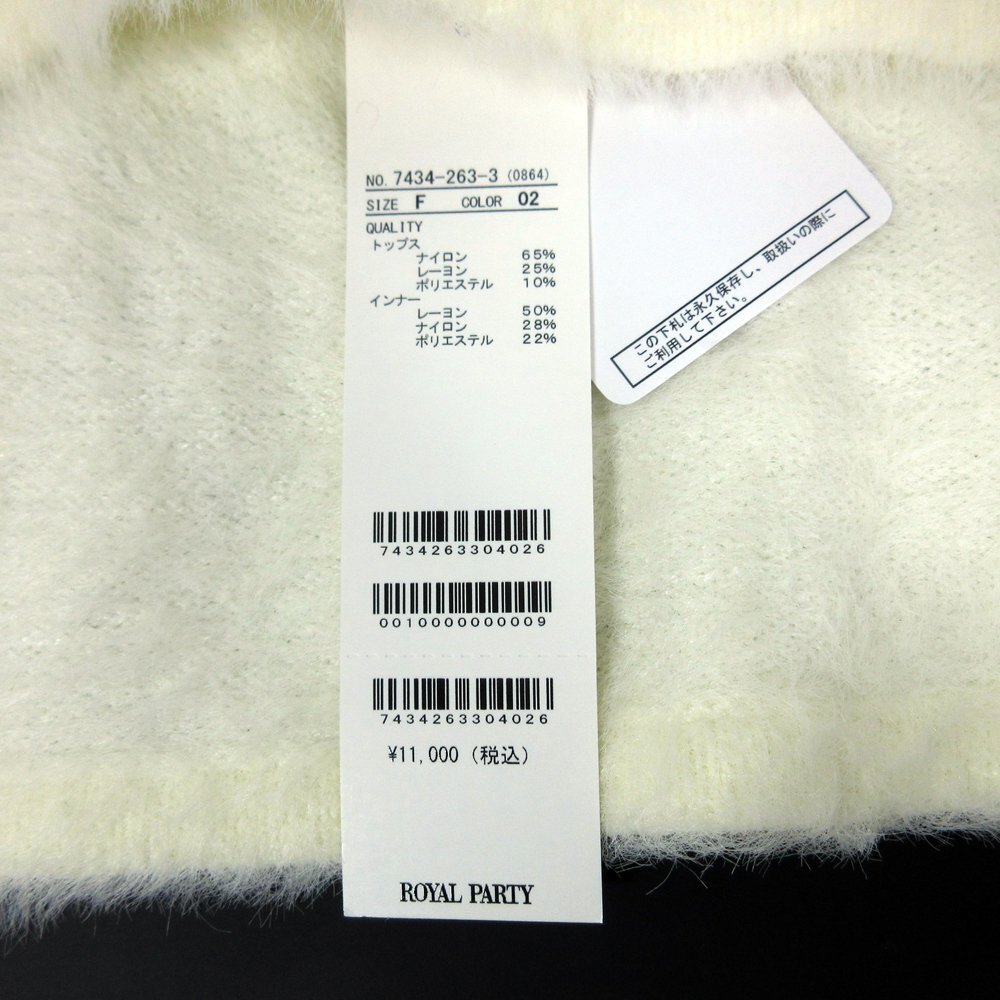 NO. 7434-263-3 (0864)
SIZE F COLOR 02
QUALITY
トップス
ナイロン 65%
レーヨン 25%
ポリエステル 10%
インナー
レーヨン 50%
ナイロン 28%
ポリエステル 22%
7434263304026
0010000000009
7434263304026
¥11,000 (税込)
ROYAL PARTY
この下札は永久保存し、取扱いの際に
ご利用して下さい。